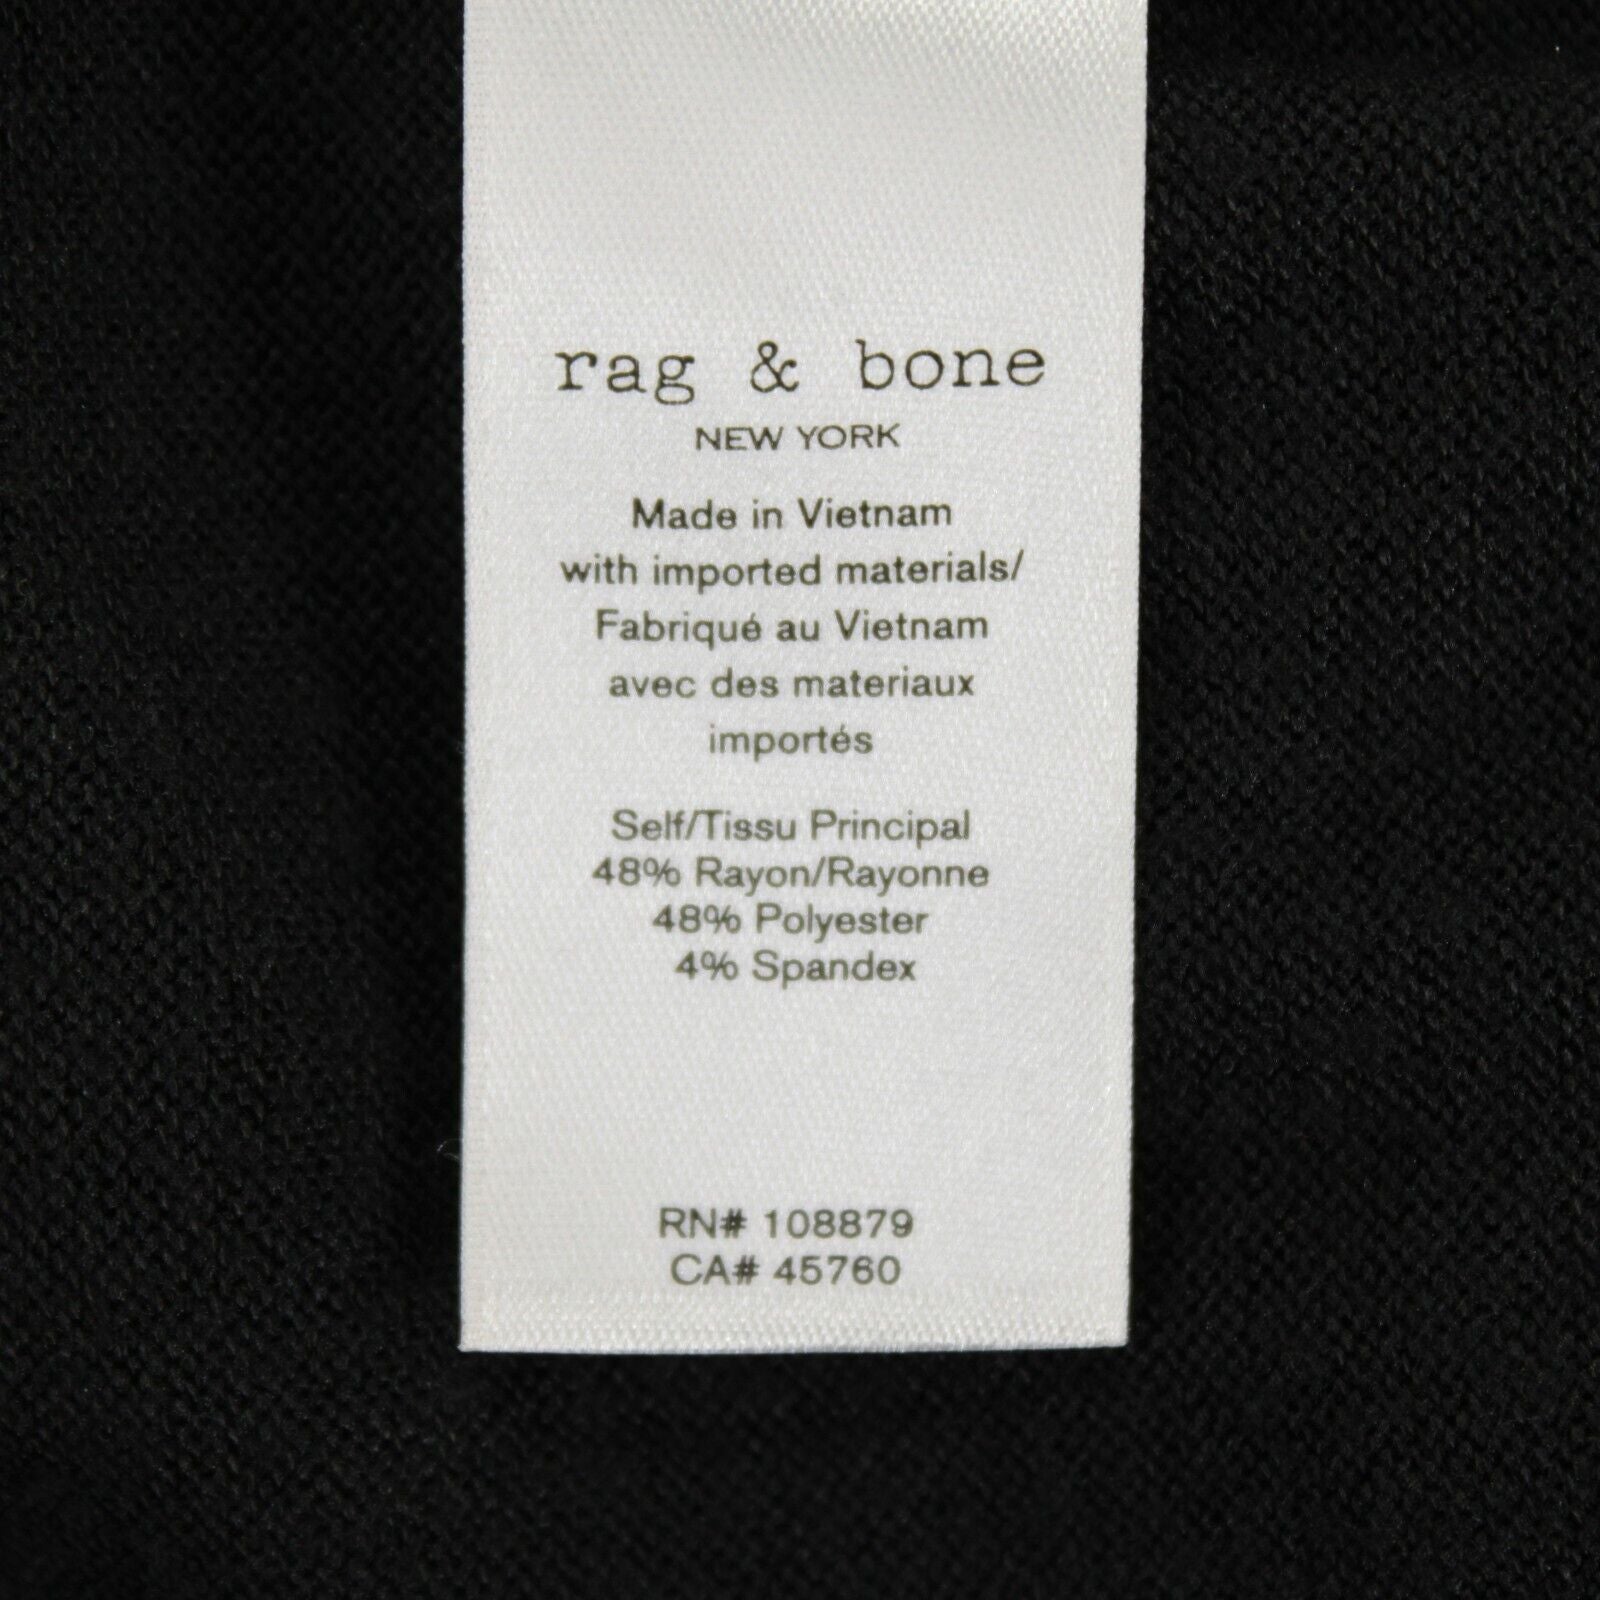 rag & bone
NEW YORK
Made in Vietnam
with imported materials/
Fabriqué au Vietnam
avec des materiaux
importés
Self/Tissu Principal
48% Rayon/Rayonne
48% Polyester
4% Spandex
RN# 108879
CA# 45760